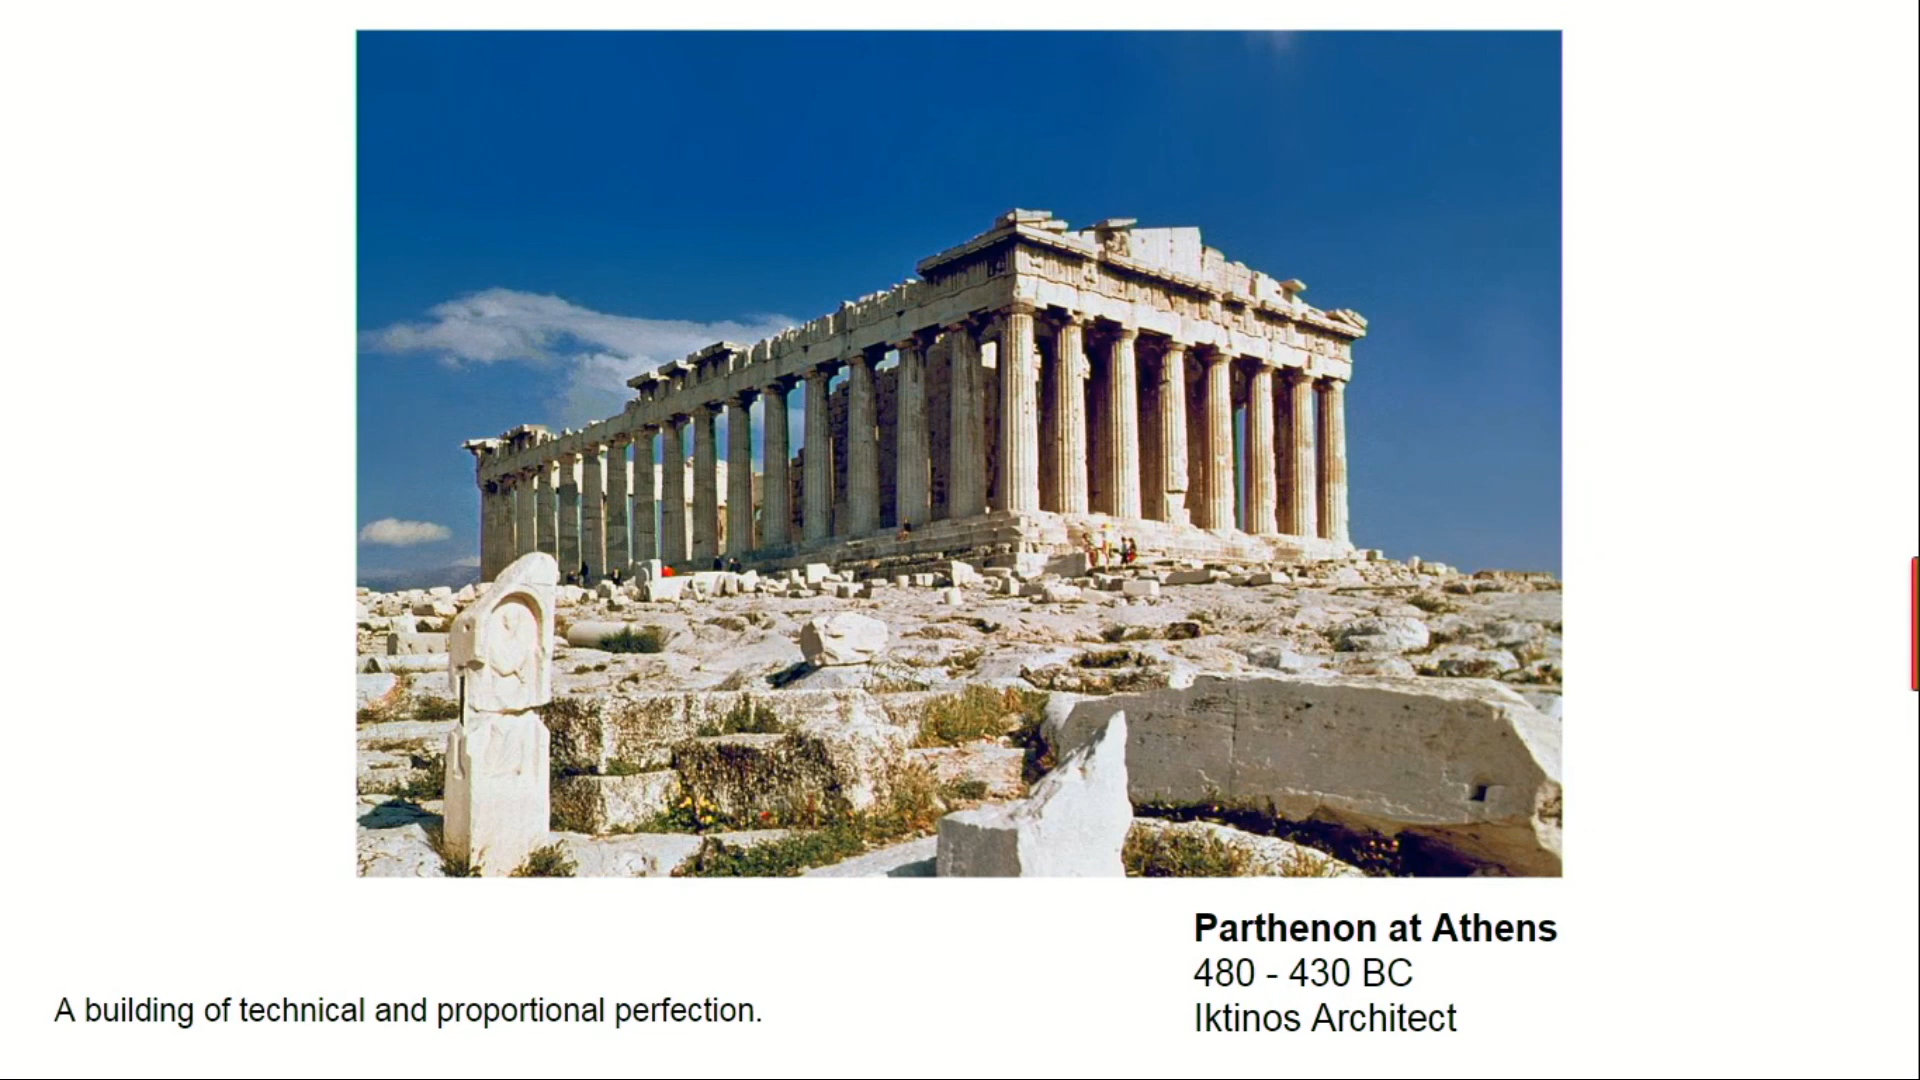 Parthenon at Athens
480 - 430 BC
Iktinos Architect
A building of technical and proportional perfection.